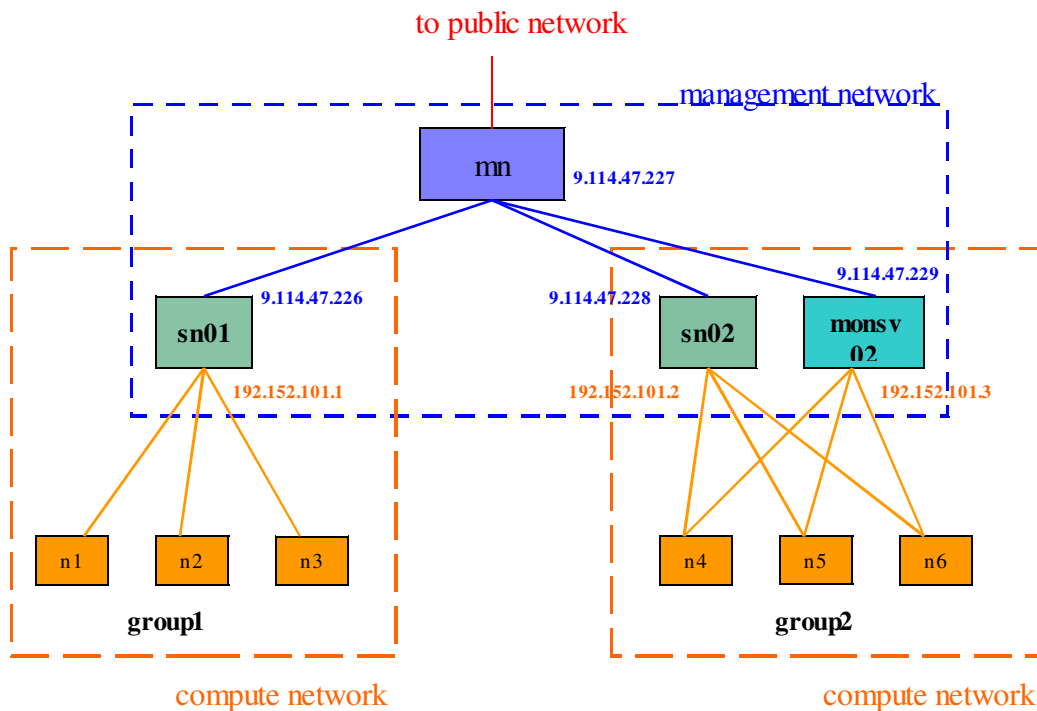 to public network
management network
mn
9.114.47.227
9.114.47.229
9.114.47.226
9.114.47.228
sn01
sn02
monsv
02
192.152.101.1
192.152.101.2
192.152.101.3
n1
n2
n3
n4
n5
n6
group1
group2
compute network
compute network